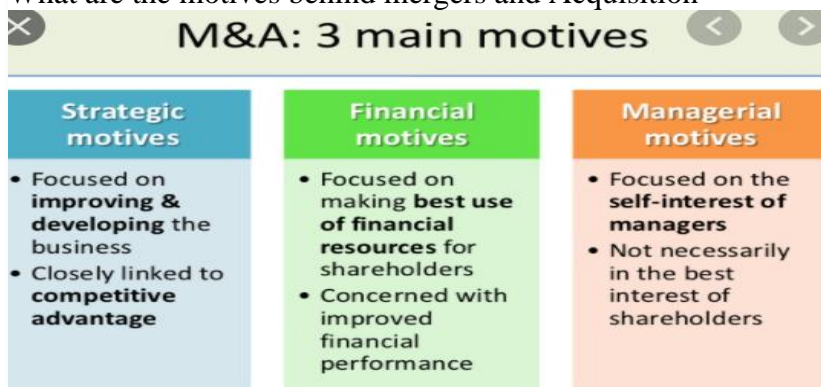 What are the motives behind mergers and Acquisition
M&A: 3 main motives
Strategic
motives
• Focused on
improving &
developing the
business
• Closely linked to
competitive
advantage
Financial
motives
• Focused on
making best use
of financial
resources for
shareholders
• Concerned with
improved
financial
performance
Managerial
motives
• Focused on the
self-interest of
managers
• Not necessarily
in the best
interest of
shareholders